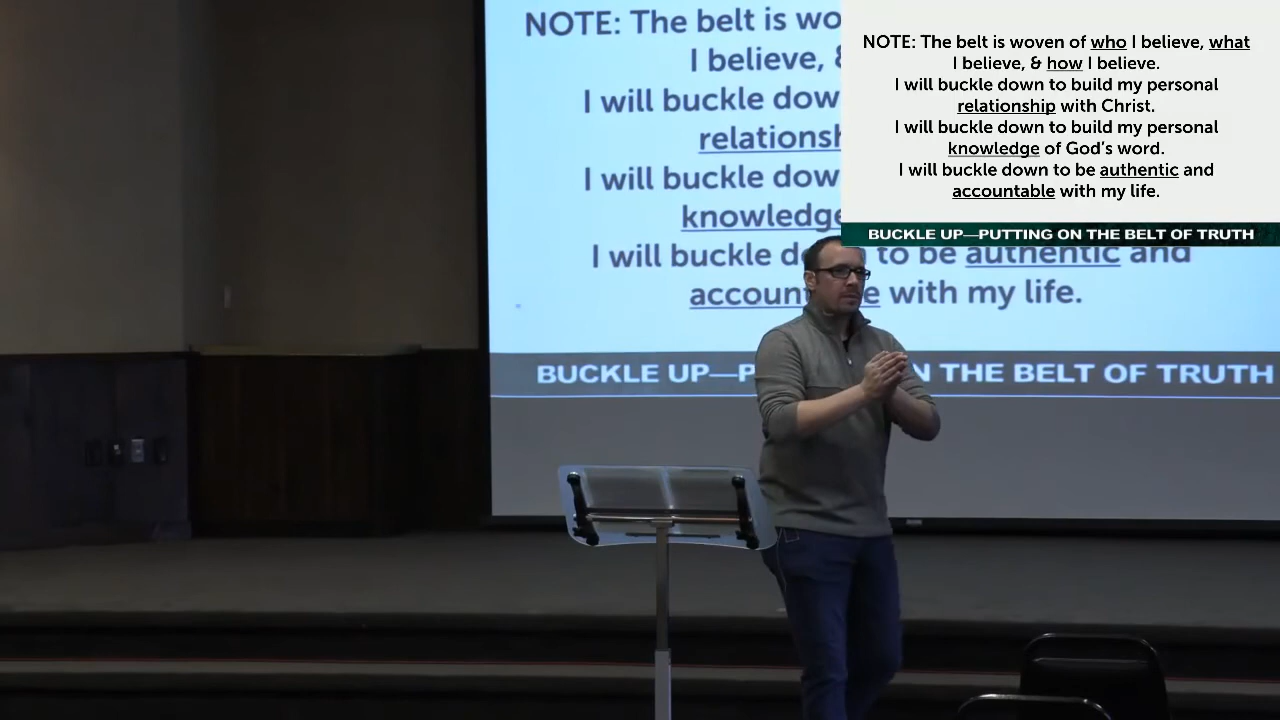 NOTE: The belt is wo
I believe, &
I will buckle dow
relationsh
I will buckle dow
knowledge
I will buckle do to be authentic and
accoun e with my life.
BUCKLE UP—P N THE BELT OF TRUTH
NOTE: The belt is woven of who I believe, what
I believe, & how I believe.
I will buckle down to build my personal
relationship with Christ.
I will buckle down to build my personal
knowledge of God's word.
I will buckle down to be authentic and
accountable with my life.
BUCKLE UP—PUTTING ON THE BELT OF TRUTH